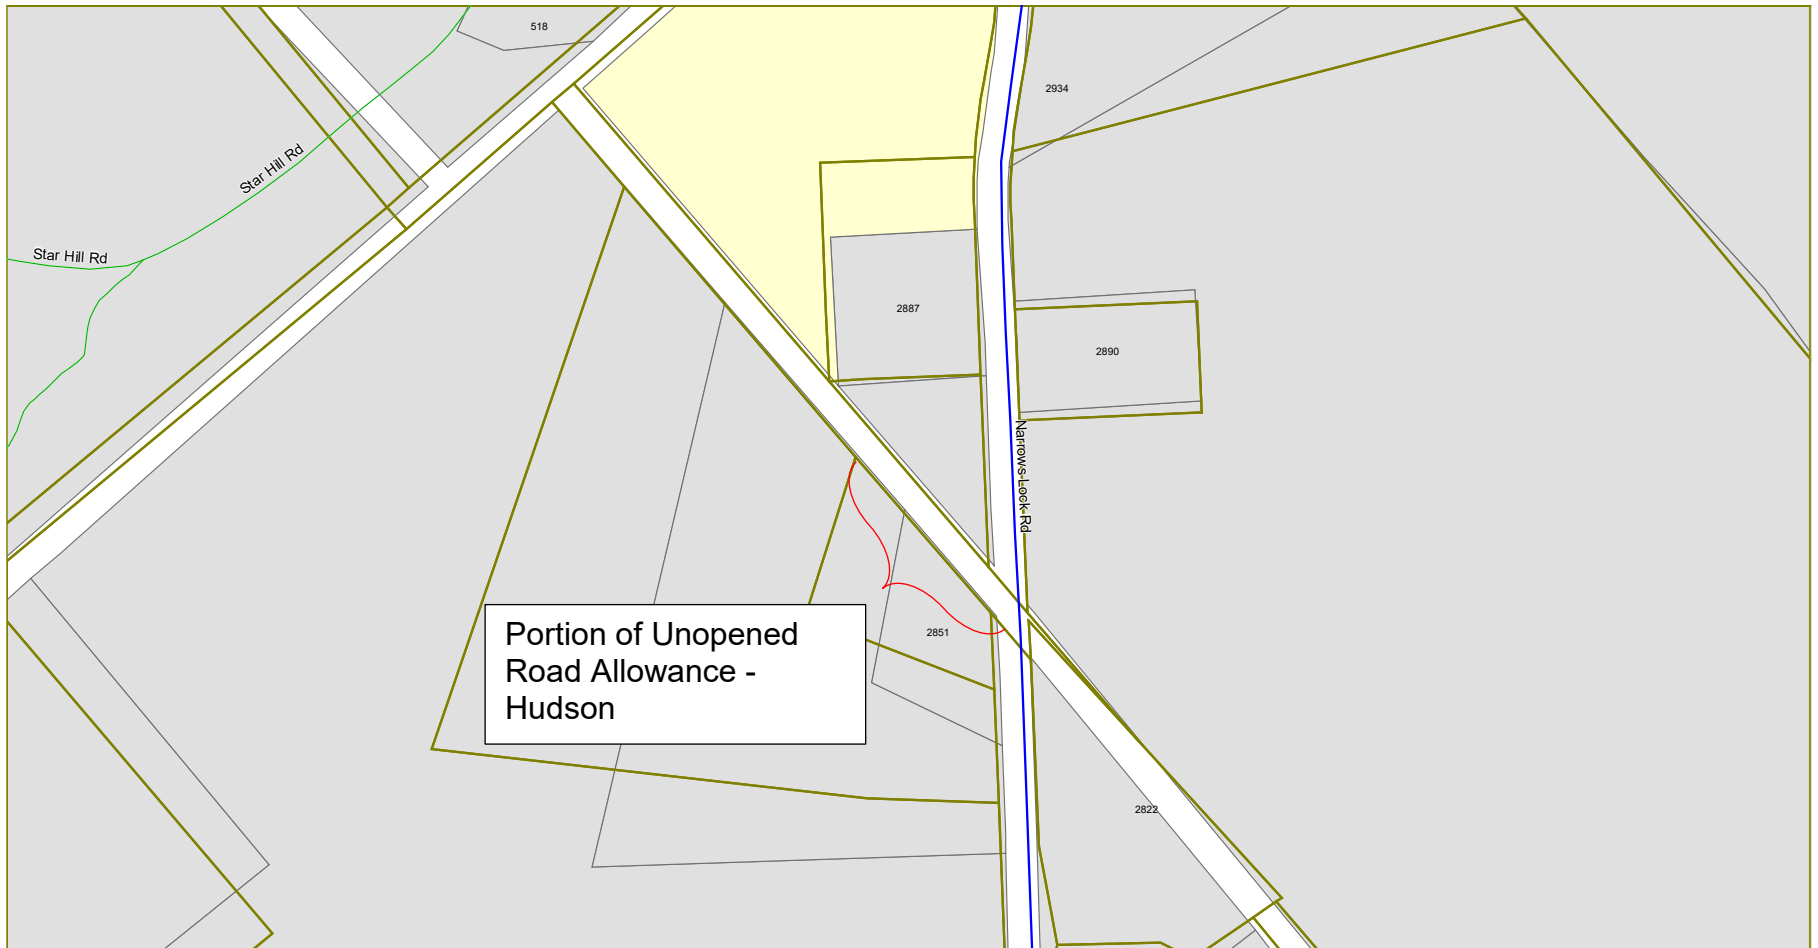 518
2934
Star Hill Rd
Star Hill Rd
2887
2890
Narrows Lock Rd
Portion of Unopened
Road Allowance -
Hudson
2851
2822